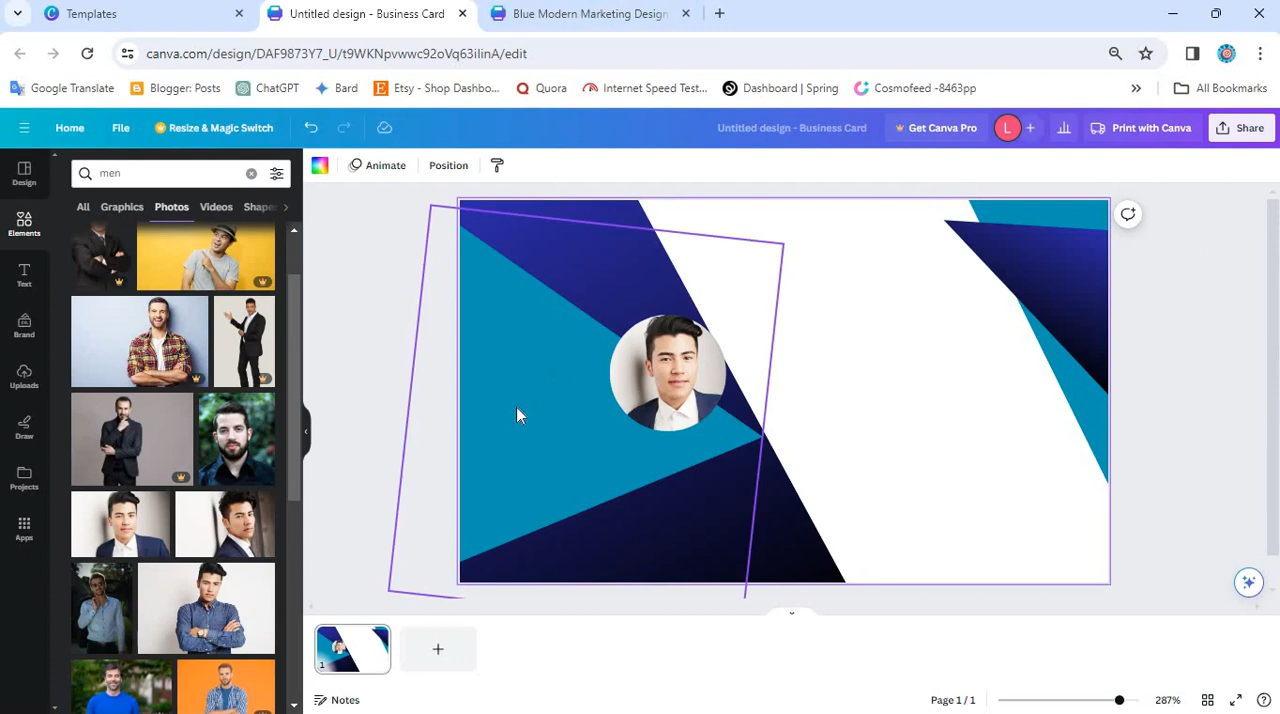 Templates
Untitled design - Business Card
Blue Modern Marketing Design
canva.com/design/DAF9873Y7_U/t9WKNpvwwc92oVq63iIinA/edit
Google Translate
Blogger: Posts
ChatGPT
Bard
Etsy - Shop Dashbo...
Quora
Internet Speed Test...
Dashboard | Spring
Cosmofeed -8463pp
All Bookmarks
Home
File
Resize & Magic Switch
Untitled design - Business Card
Get Canva Pro
L
Print with Canva
Share
Design
Elements
Text
Brand
Uploads
Draw
Projects
Apps
men
All
Graphics
Photos
Videos
Shape
Animate
Position
1
Notes
Page 1 / 1
287%